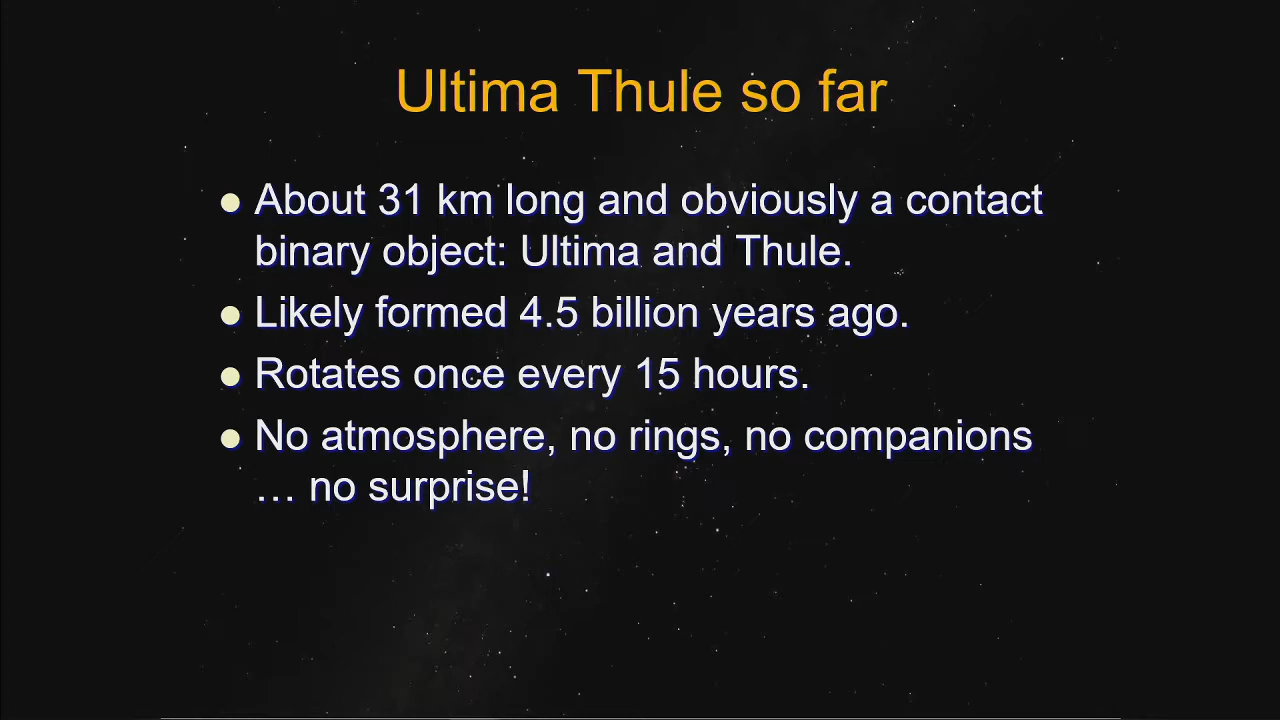 Ultima Thule so far
● About 31 km long and obviously a contact
binary object: Ultima and Thule.
● Likely formed 4.5 billion years ago.
● Rotates once every 15 hours.
● No atmosphere, no rings, no companions
… no surprise!